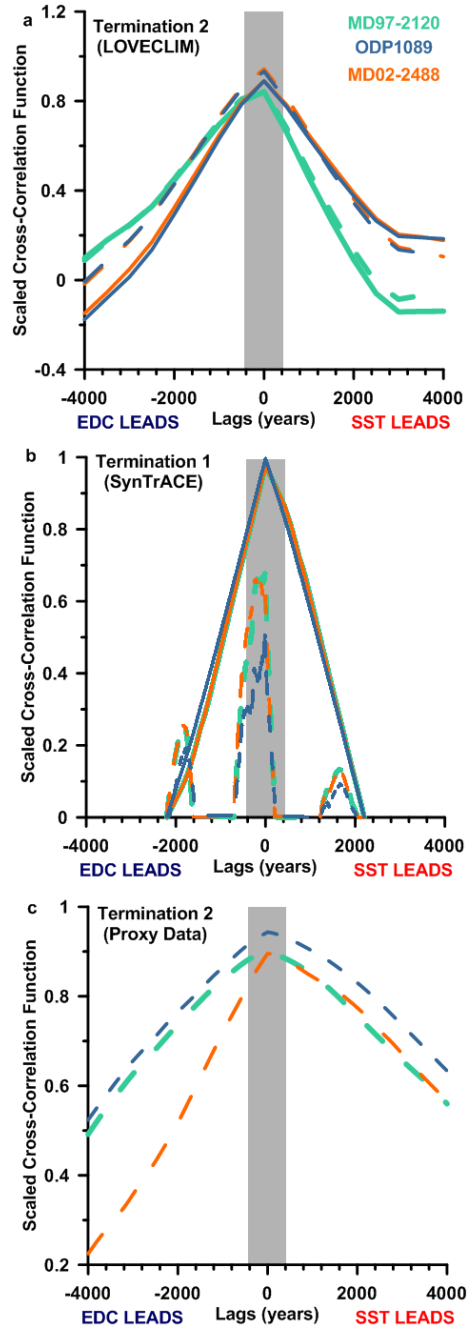 a
Termination 2
(LOVECLIM)
MD97-2120
ODP1089
MD02-2488
Scaled Cross-Correlation Function
1.2
0.8
0.4
0
-0.4
-4000 -2000 0 2000 4000
EDC LEADS Lags (years) SST LEADS
b
Termination 1
(SynTrACE)
Scaled Cross-Correlation Function
1
0.8
0.6
0.4
0.2
0
-4000 -2000 0 2000 4000
EDC LEADS Lags (years) SST LEADS
c
Termination 2
(Proxy Data)
Scaled Cross-Correlation Function
1
0.8
0.6
0.4
0.2
-4000 -2000 0 2000 4000
EDC LEADS Lags (years) SST LEADS